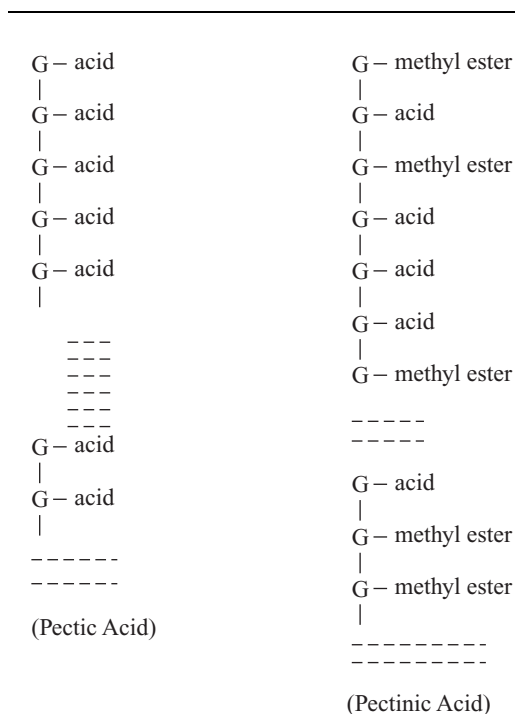 G – acid
G – acid
G – acid
G – acid
G – acid
G – acid
G – acid
(Pectic Acid)
G – methyl ester
G – acid
G – methyl ester
G – acid
G – acid
G – acid
G – methyl ester
G – acid
G – methyl ester
G – methyl ester
(Pectinic Acid)